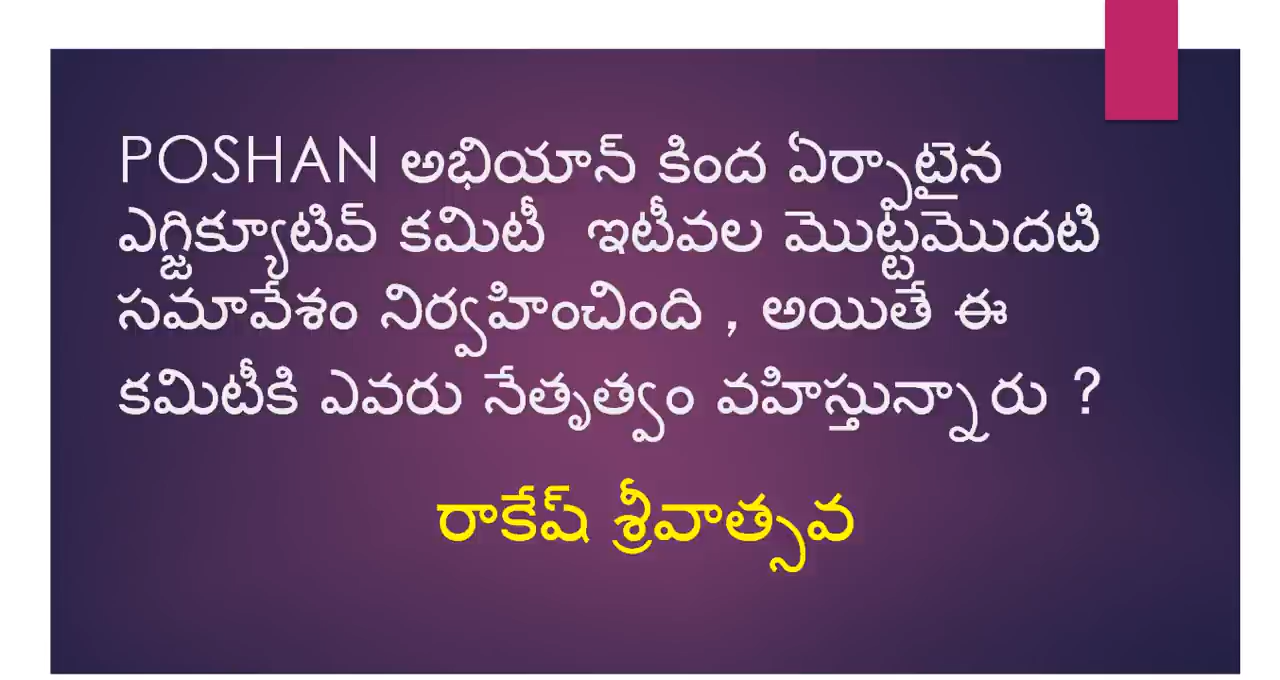 POSHAN అభియాన్ కింద ఏర్పాటైన
ఎగ్జిక్యూటివ్ కమిటీ ఇటీవల మొట్టమొదటి
సమావేశం నిర్వహించింది , అయితే ఈ
కమిటీకి ఎవరు నేతృత్వం వహిస్తున్నారు ?
రాకేష్ శ్రీవాత్సవ